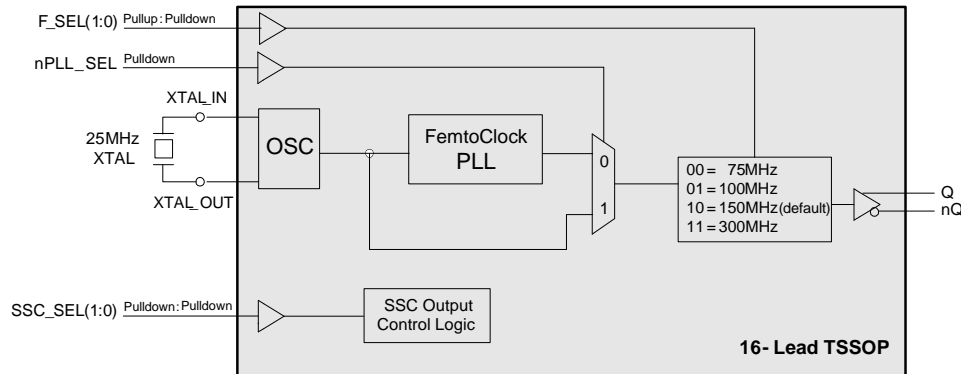 F_SEL(1:0) Pullup: Pulldown
nPLL_SEL Pulldown
XTAL_IN
25MHz
XTAL
XTAL_OUT
OSC
FemtoClock
PLL
0
1
00 = 75MHz
01 = 100MHz
10 = 150MHz (default)
11 = 300MHz
Q
nQ
SSC_SEL(1:0) Pulldown: Pulldown
SSC Output
Control Logic
16- Lead TSSOP